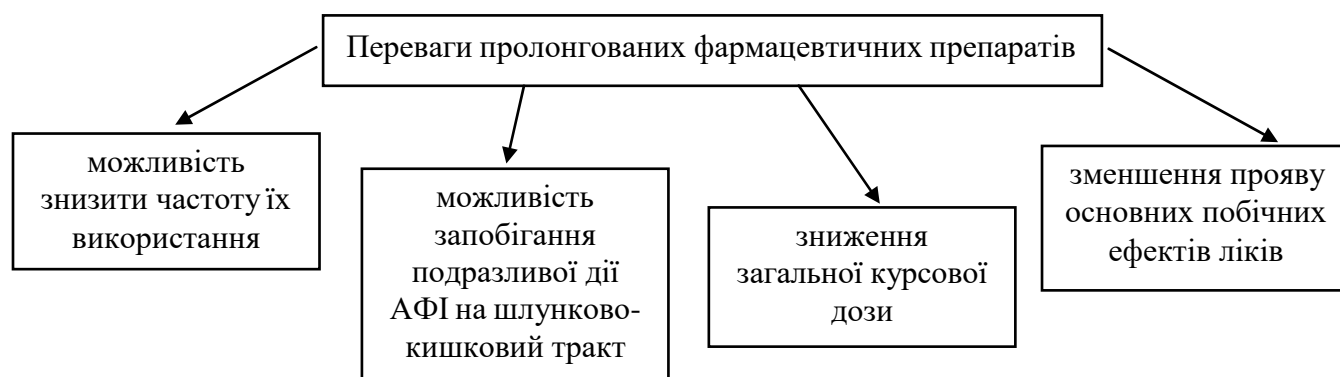 Переваги пролонгованих фармацевтичних препаратів
можливість
знизити частоту їх
використання
можливість
запобігання
подразливої дії
АФІ на шлунково-
кишковий тракт
зниження
загальної курсової
дози
зменшення прояву
основних побічних
ефектів ліків